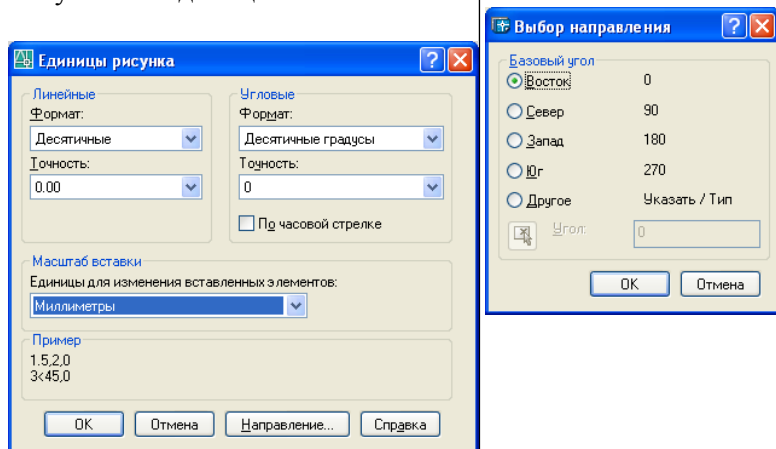 Единицы рисунка
Линейные
Формат:
Десятичные
Точность:
0.00
Угловые
Формат:
Десятичные градусы
Точность:
0
По часовой стрелке
Масштаб вставки
Единицы для изменения вставленных элементов:
Миллиметры
Пример
1.5,2,0
3<45,0
OK Отмена Направление... Справка
Выбор направления
Базовый угол
Восток 0
Север 90
Запад 180
Юг 270
Другое Указать / Тип
Угол: 0
OK Отмена